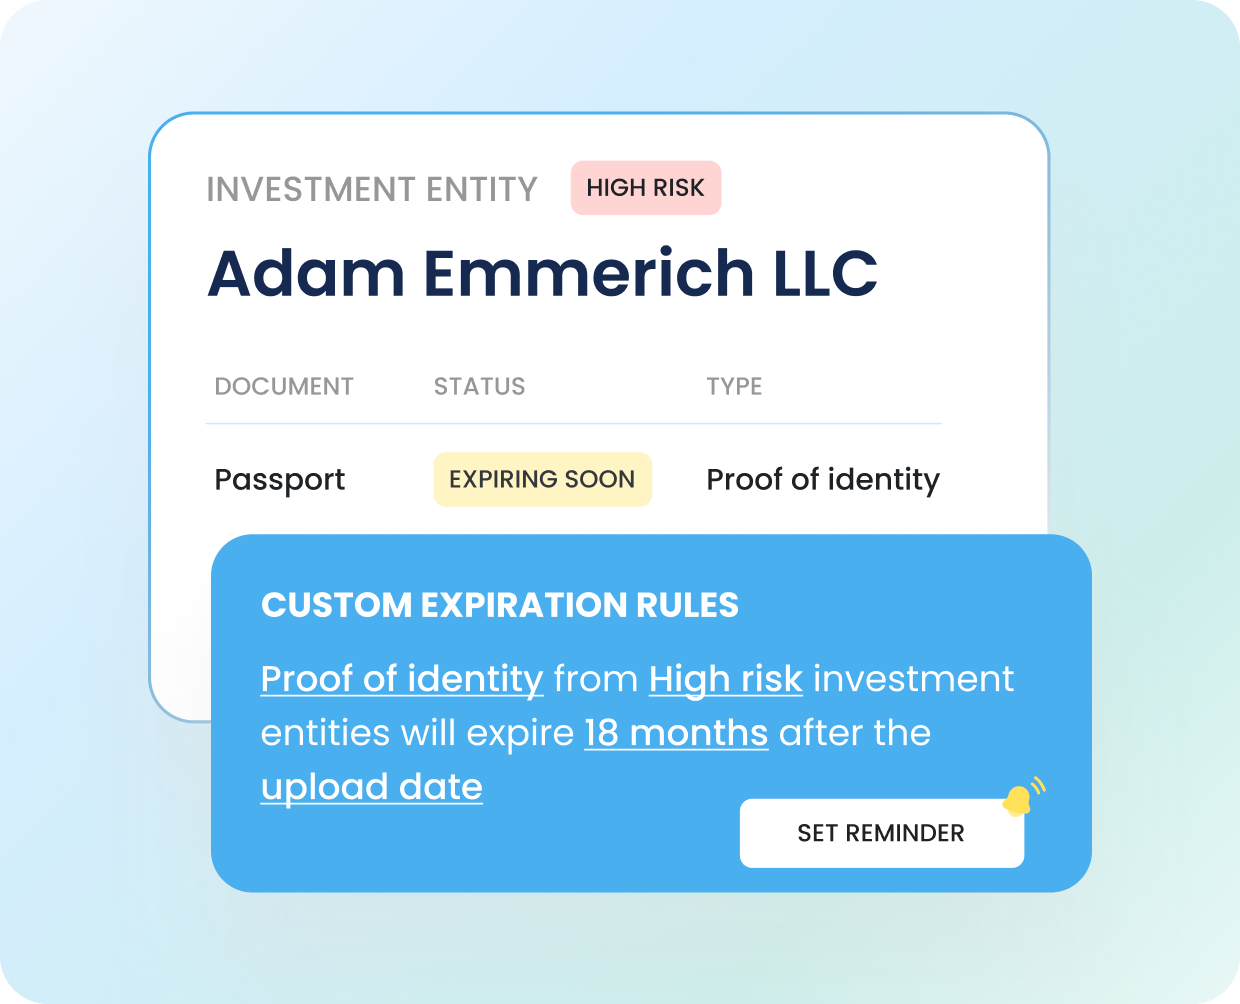 INVESTMENT ENTITY HIGH RISK
Adam Emmerich LLC
DOCUMENT STATUS TYPE
Passport EXPIRING SOON Proof of identity
CUSTOM EXPIRATION RULES
Proof of identity from High risk investment
entities will expire 18 months after the
upload date
SET REMINDER